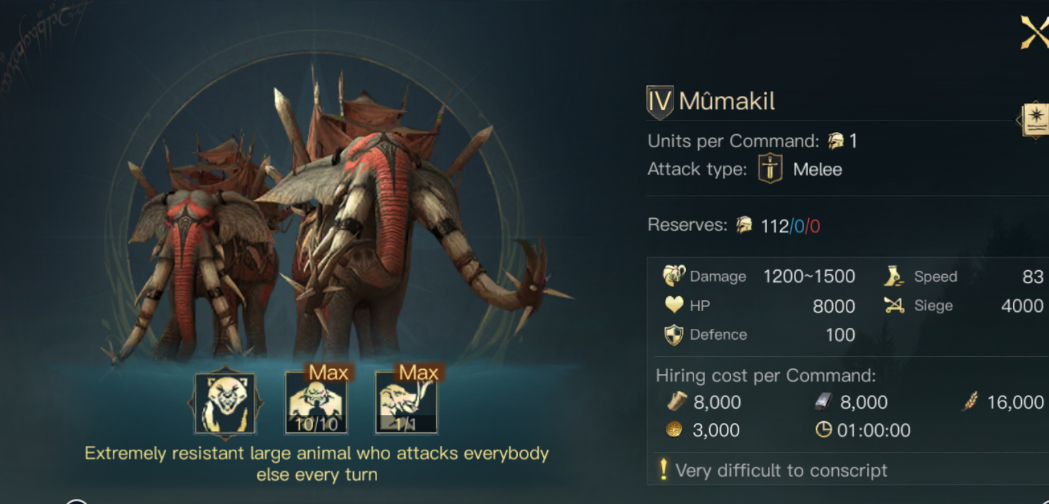 IV Mûmakil
Units per Command: 1
Attack type: Melee
Reserves: 112/0/0
Damage 1200~1500 Speed 83
HP 8000 Siege 4000
Defence 100
Hiring cost per Command:
8,000 8,000 16,000
3,000 01:00:00
! Very difficult to conscript
Max Max
10/10 1/1
Extremely resistant large animal who attacks everybody
else every turn